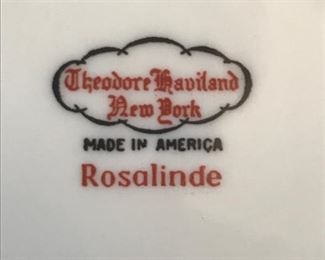 Theodore Haviland
New York
MADE IN AMERICA
Rosalinde